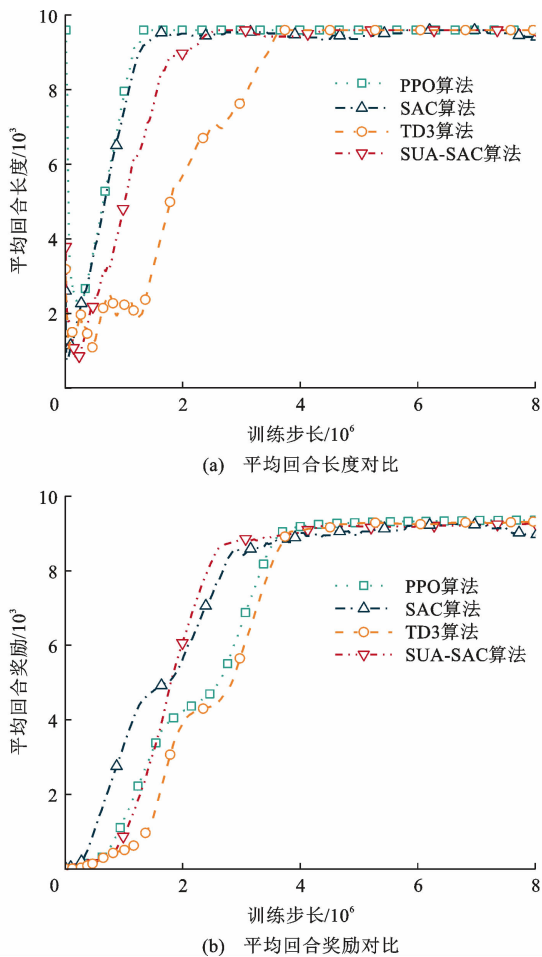 10
8
6
4
2
0
2
4
6
8
平均回合长度/10³
PPO算法
SAC算法
TD3算法
SUA-SAC算法
训练步长/10⁶
(a) 平均回合长度对比
10
8
6
4
2
0
2
4
6
8
平均回合奖励/10³
PPO算法
SAC算法
TD3算法
SUA-SAC算法
训练步长/10⁶
(b) 平均回合奖励对比